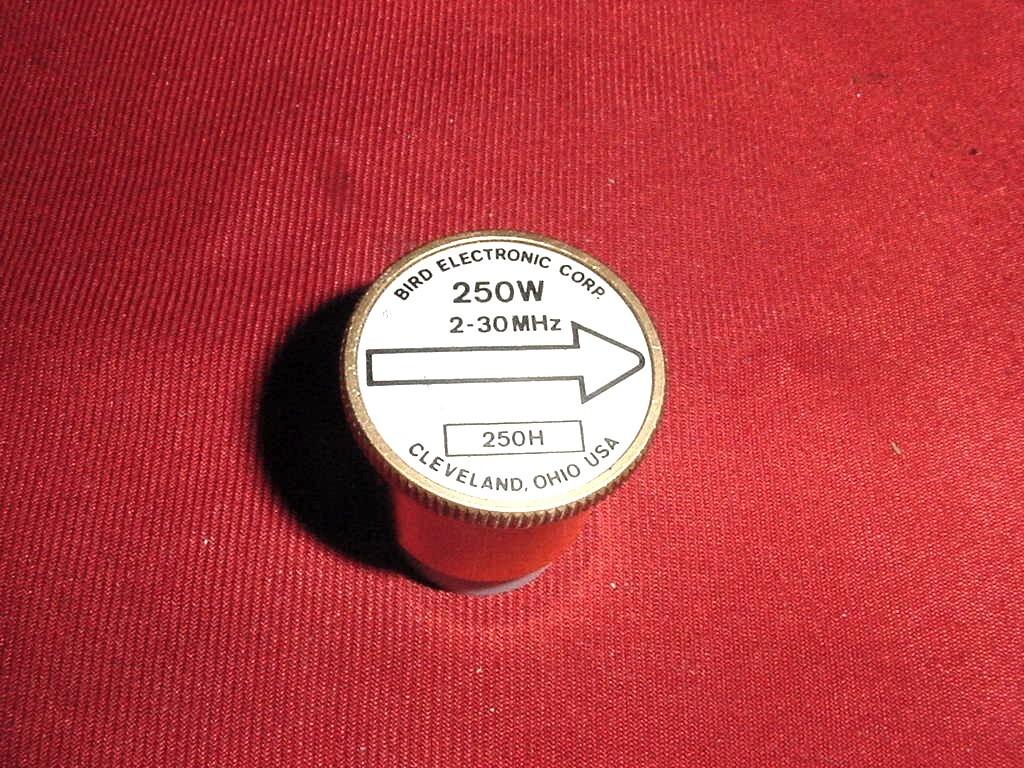 BIRD ELECTRONIC CORP.
250W
2-30MHz
250H
CLEVELAND, OHIO USA